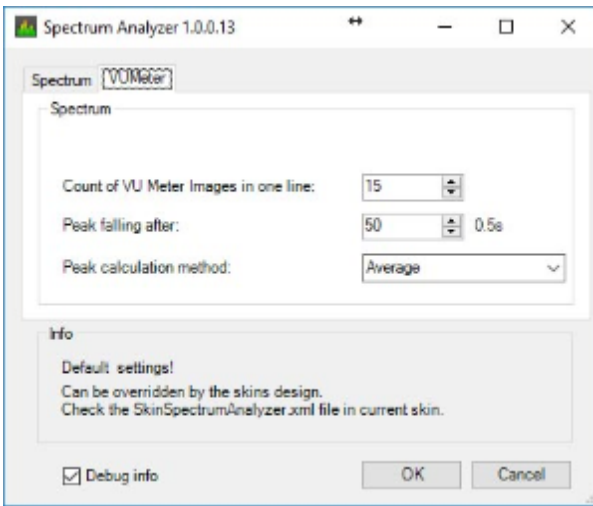 Spectrum Analyzer 1.0.0.13
Spectrum VUMeter
Spectrum
Count of VU Meter Images in one line: 15
Peak falling after: 50 0.5s
Peak calculation method: Average
Info
Default settings!
Can be overridden by the skins design.
Check the SkinSpectrumAnalyzer.xml file in current skin.
Debug info OK Cancel